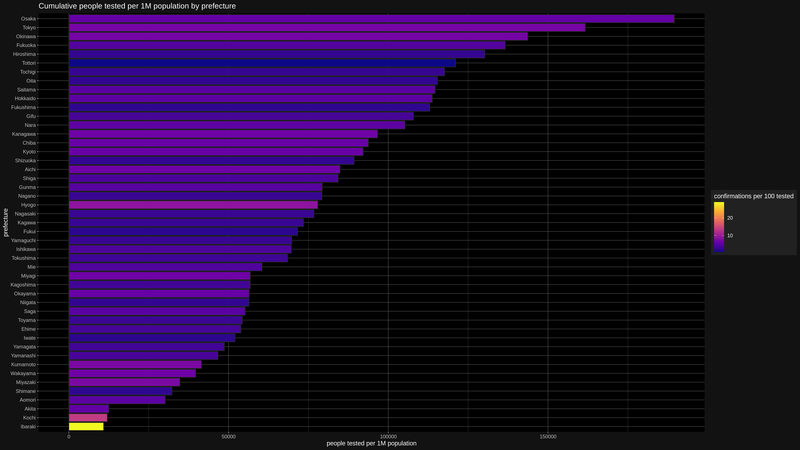 Cumulative people tested per 1M population by prefecture
Osaka
Tokyo
Okinawa
Fukuoka
Hiroshima
Tottori
Tochigi
Oita
Saitama
Hokkaido
Fukushima
Gifu
Nara
Kanagawa
Chiba
Kyoto
Shizuoka
Aichi
Shiga
Gunma
Nagano
Hyogo
Nagasaki
Kagawa
Fukui
Yamaguchi
Ishikawa
Tokushima
Mie
Miyagi
Kagoshima
Okayama
Niigata
Saga
Toyama
Ehime
Iwate
Yamagata
Yamanashi
Kumamoto
Wakayama
Miyazaki
Shimane
Aomori
Akita
Kochi
Ibaraki
prefecture
0 50000 100000 150000
people tested per 1M population
confirmations per 100 tested
20
10